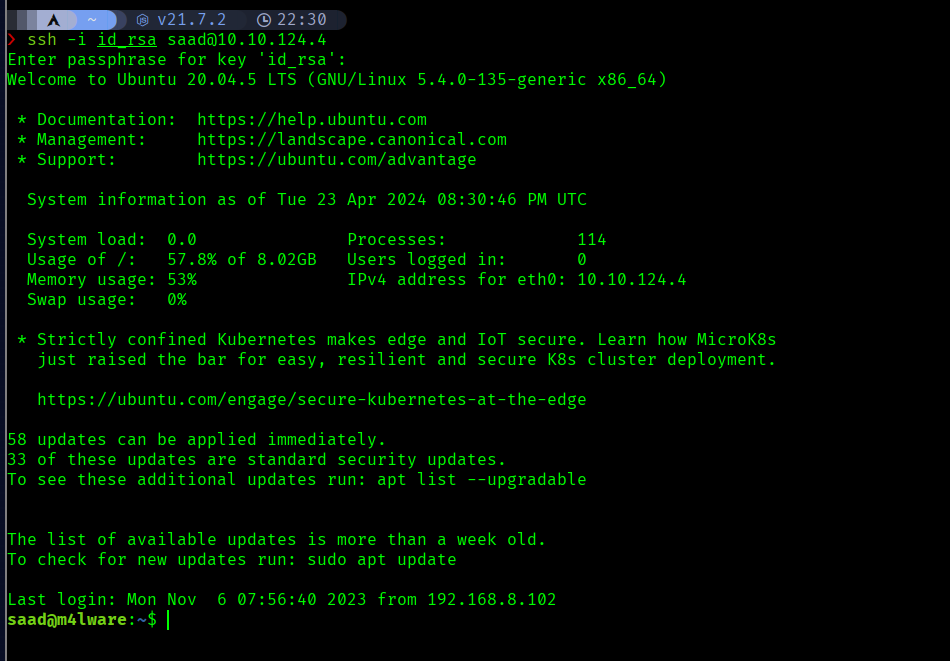 ~ v21.7.2 22:30
> ssh -i id_rsa saad@10.10.124.4
Enter passphrase for key 'id_rsa':
Welcome to Ubuntu 20.04.5 LTS (GNU/Linux 5.4.0-135-generic x86_64)
* Documentation: https://help.ubuntu.com
* Management: https://landscape.canonical.com
* Support: https://ubuntu.com/advantage
System information as of Tue 23 Apr 2024 08:30:46 PM UTC
System load: 0.0 Processes: 114
Usage of /: 57.8% of 8.02GB Users logged in: 0
Memory usage: 53% IPv4 address for eth0: 10.10.124.4
Swap usage: 0%
* Strictly confined Kubernetes makes edge and IoT secure. Learn how MicroK8s
just raised the bar for easy, resilient and secure K8s cluster deployment.
https://ubuntu.com/engage/secure-kubernetes-at-the-edge
58 updates can be applied immediately.
33 of these updates are standard security updates.
To see these additional updates run: apt list --upgradable
The list of available updates is more than a week old.
To check for new updates run: sudo apt update
Last login: Mon Nov  6 07:56:40 2023 from 192.168.8.102
saad@m4lware:~$